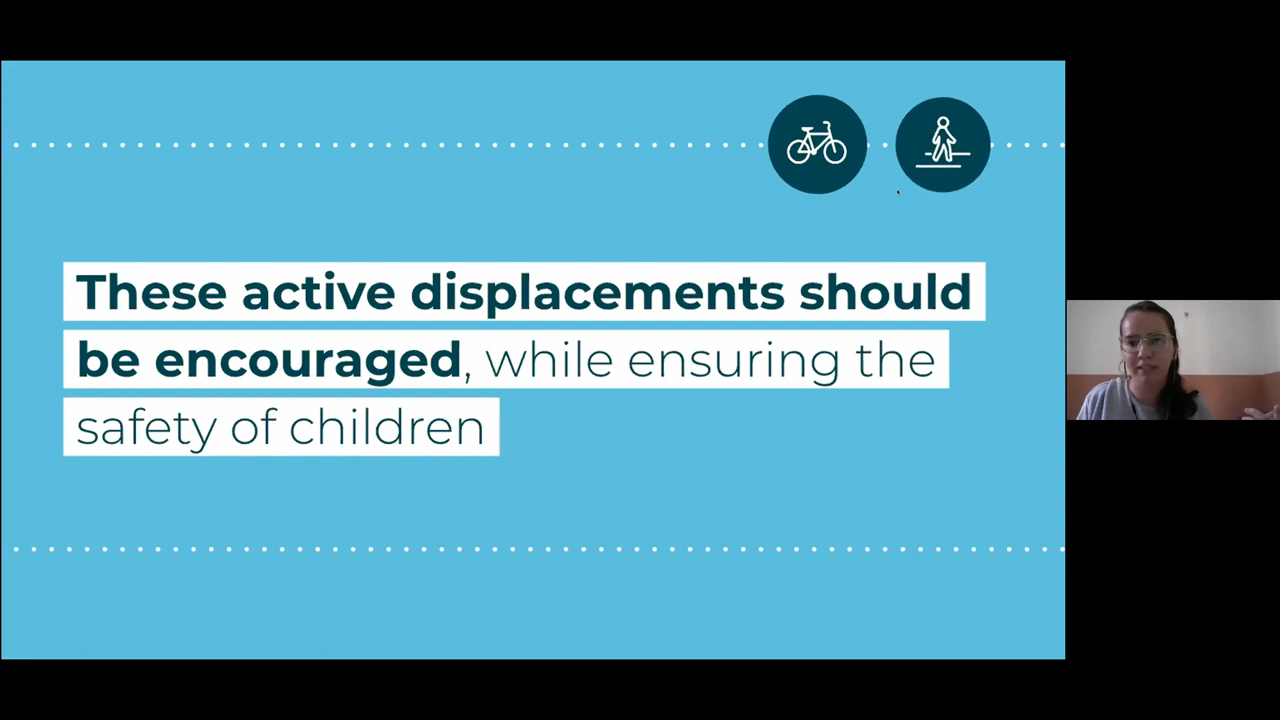 These active displacements should
be encouraged, while ensuring the
safety of children